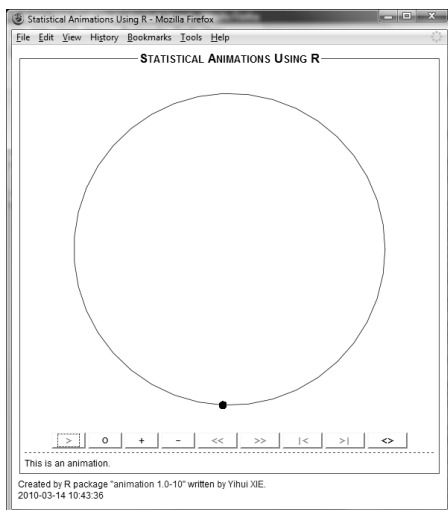 Statistical Animations Using R - Mozilla Firefox
File Edit View History Bookmarks Tools Help
STATISTICAL ANIMATIONS USING R
> O + - << >> |< >| <>
This is an animation.
Created by R package "animation 1.0-10" written by Yihui XIE.
2010-03-14 10:43:36